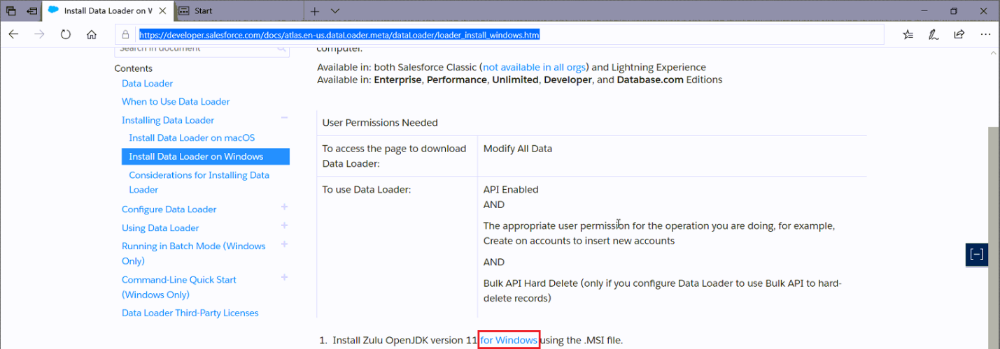 Install Data Loader on W
Start
https://developer.salesforce.com/docs/atlas.en-us.dataLoader.meta/dataLoader/loader_install_windows.htm
Search in document
computer.
Contents
Data Loader
When to Use Data Loader
Installing Data Loader
Install Data Loader on macOS
Install Data Loader on Windows
Considerations for Installing Data
Loader
Configure Data Loader
Using Data Loader
Running in Batch Mode (Windows
Only)
Command-Line Quick Start
(Windows Only)
Data Loader Third-Party Licenses
Available in: both Salesforce Classic (not available in all orgs) and Lightning Experience
Available in: Enterprise, Performance, Unlimited, Developer, and Database.com Editions
User Permissions Needed
To access the page to download
Data Loader:
Modify All Data
To use Data Loader:
API Enabled
AND
The appropriate user permission for the operation you are doing, for example,
Create on accounts to insert new accounts
AND
Bulk API Hard Delete (only if you configure Data Loader to use Bulk API to hard-
delete records)
1. Install Zulu OpenJDK version 11 for Windows using the .MSI file.